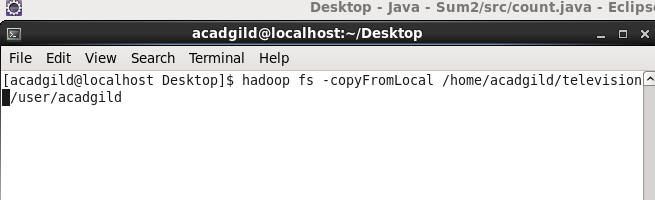 Desktop - Java - Sum2/src/count.java - Eclips
acadgild@localhost:~/Desktop
File Edit View Search Terminal Help
[acadgild@localhost Desktop]$ hadoop fs -copyFromLocal /home/acadgild/television
/user/acadgild